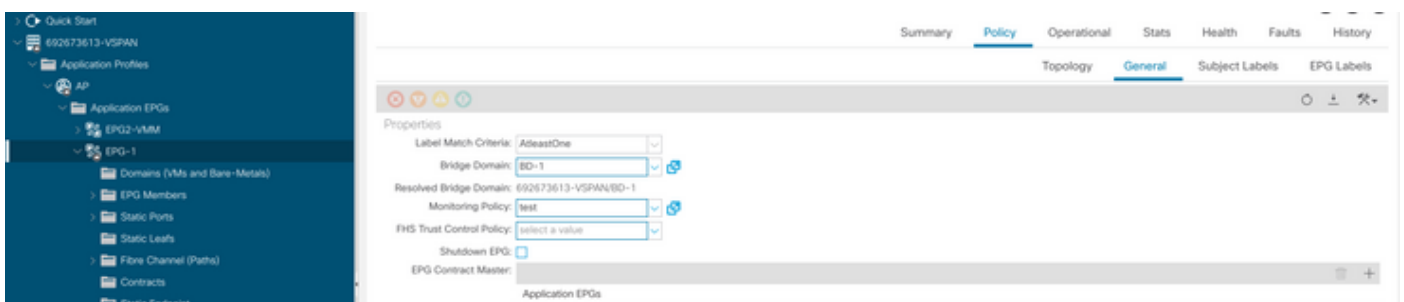 Quick Start
692673613-VSPAN
Application Profiles
AP
Application EPGs
EPG2-VMM
EPG-1
Domains (VMs and Bare-Metals)
EPG Members
Static Ports
Static Leafs
Fibre Channel (Paths)
Contracts
Static Endpoint
Summary Policy Operational Stats Health Faults History
Topology General Subject Labels EPG Labels
Properties
Label Match Criteria: AtleastOne
Bridge Domain: BD-1
Resolved Bridge Domain: 692673613-VSPAN/BD-1
Monitoring Policy: test
FHS Trust Control Policy: select a value
Shutdown EPG:
EPG Contract Master:
Application EPGs